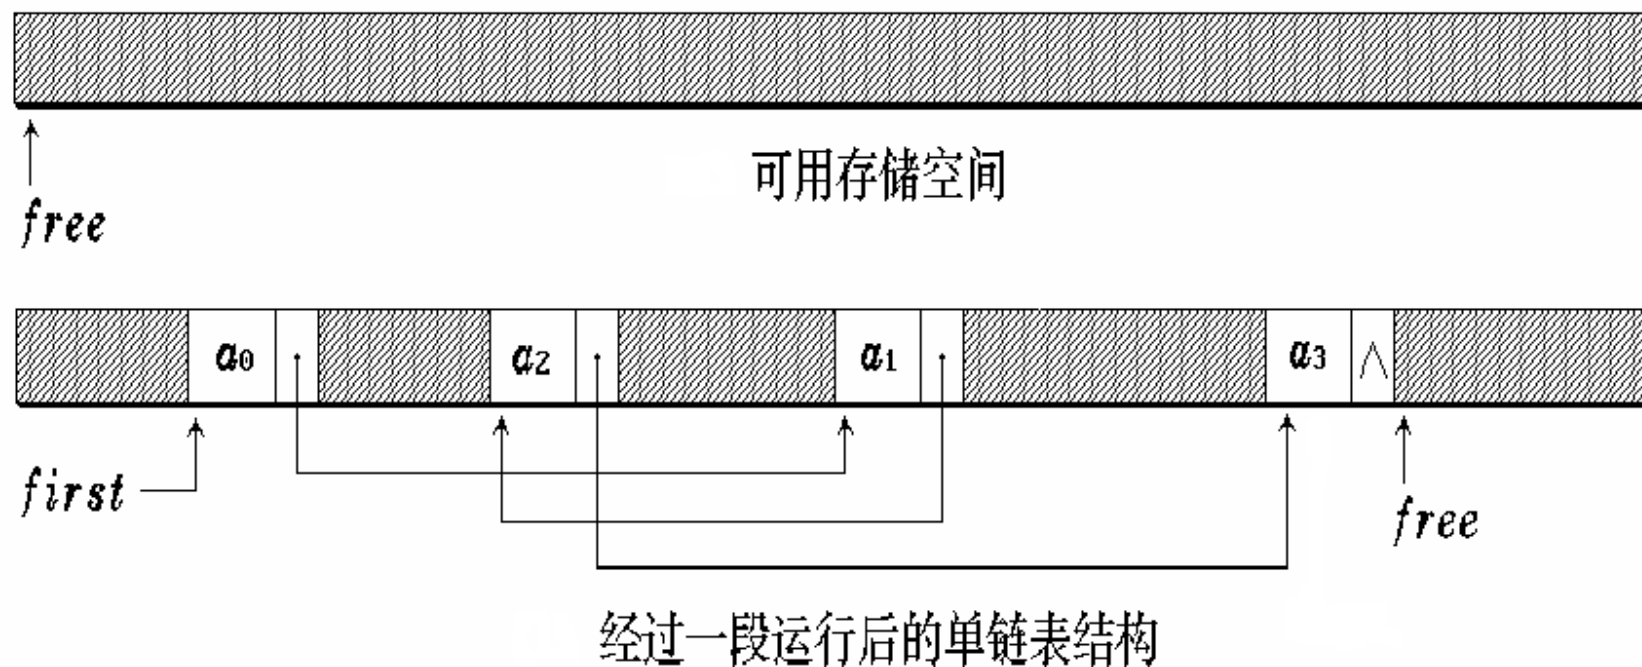 可用存储空间
free
a0 a2 a1 a3 ∧
first
free
经过一段运行后的单链表结构